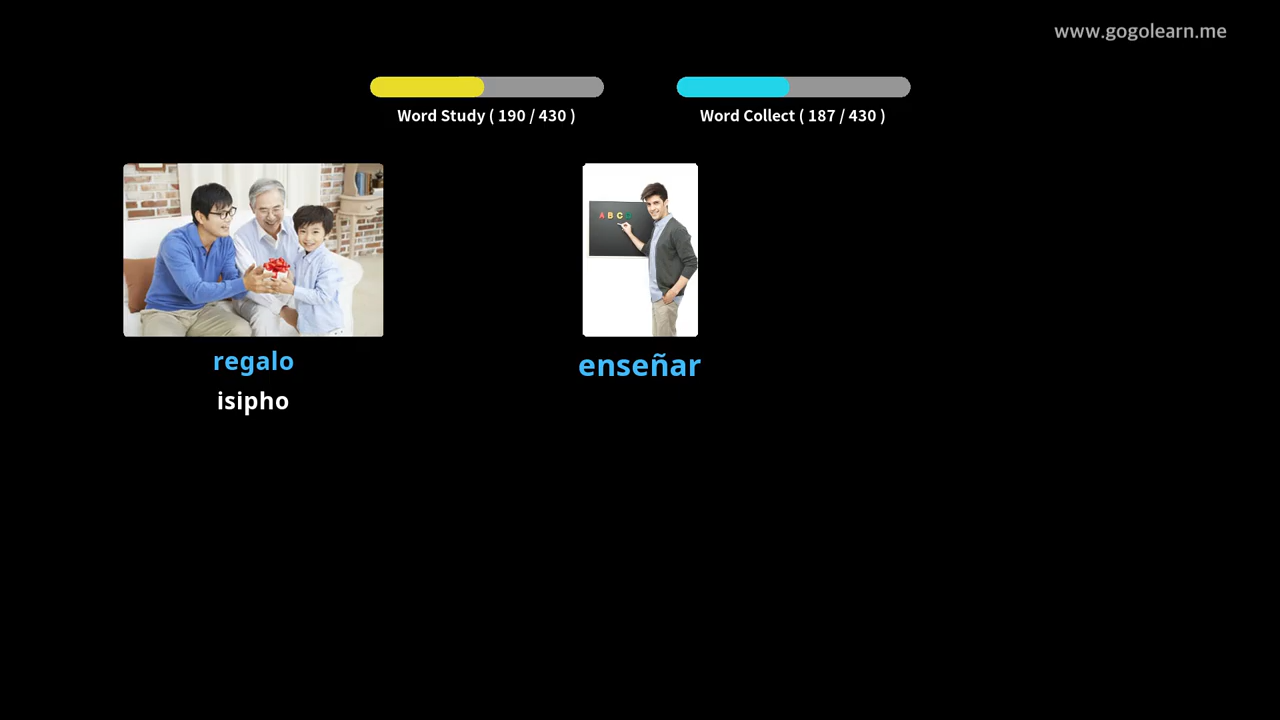 www.gogolearn.me
Word Study ( 190 / 430 )
Word Collect ( 187 / 430 )
A B C D
regalo
enseñar
isipho